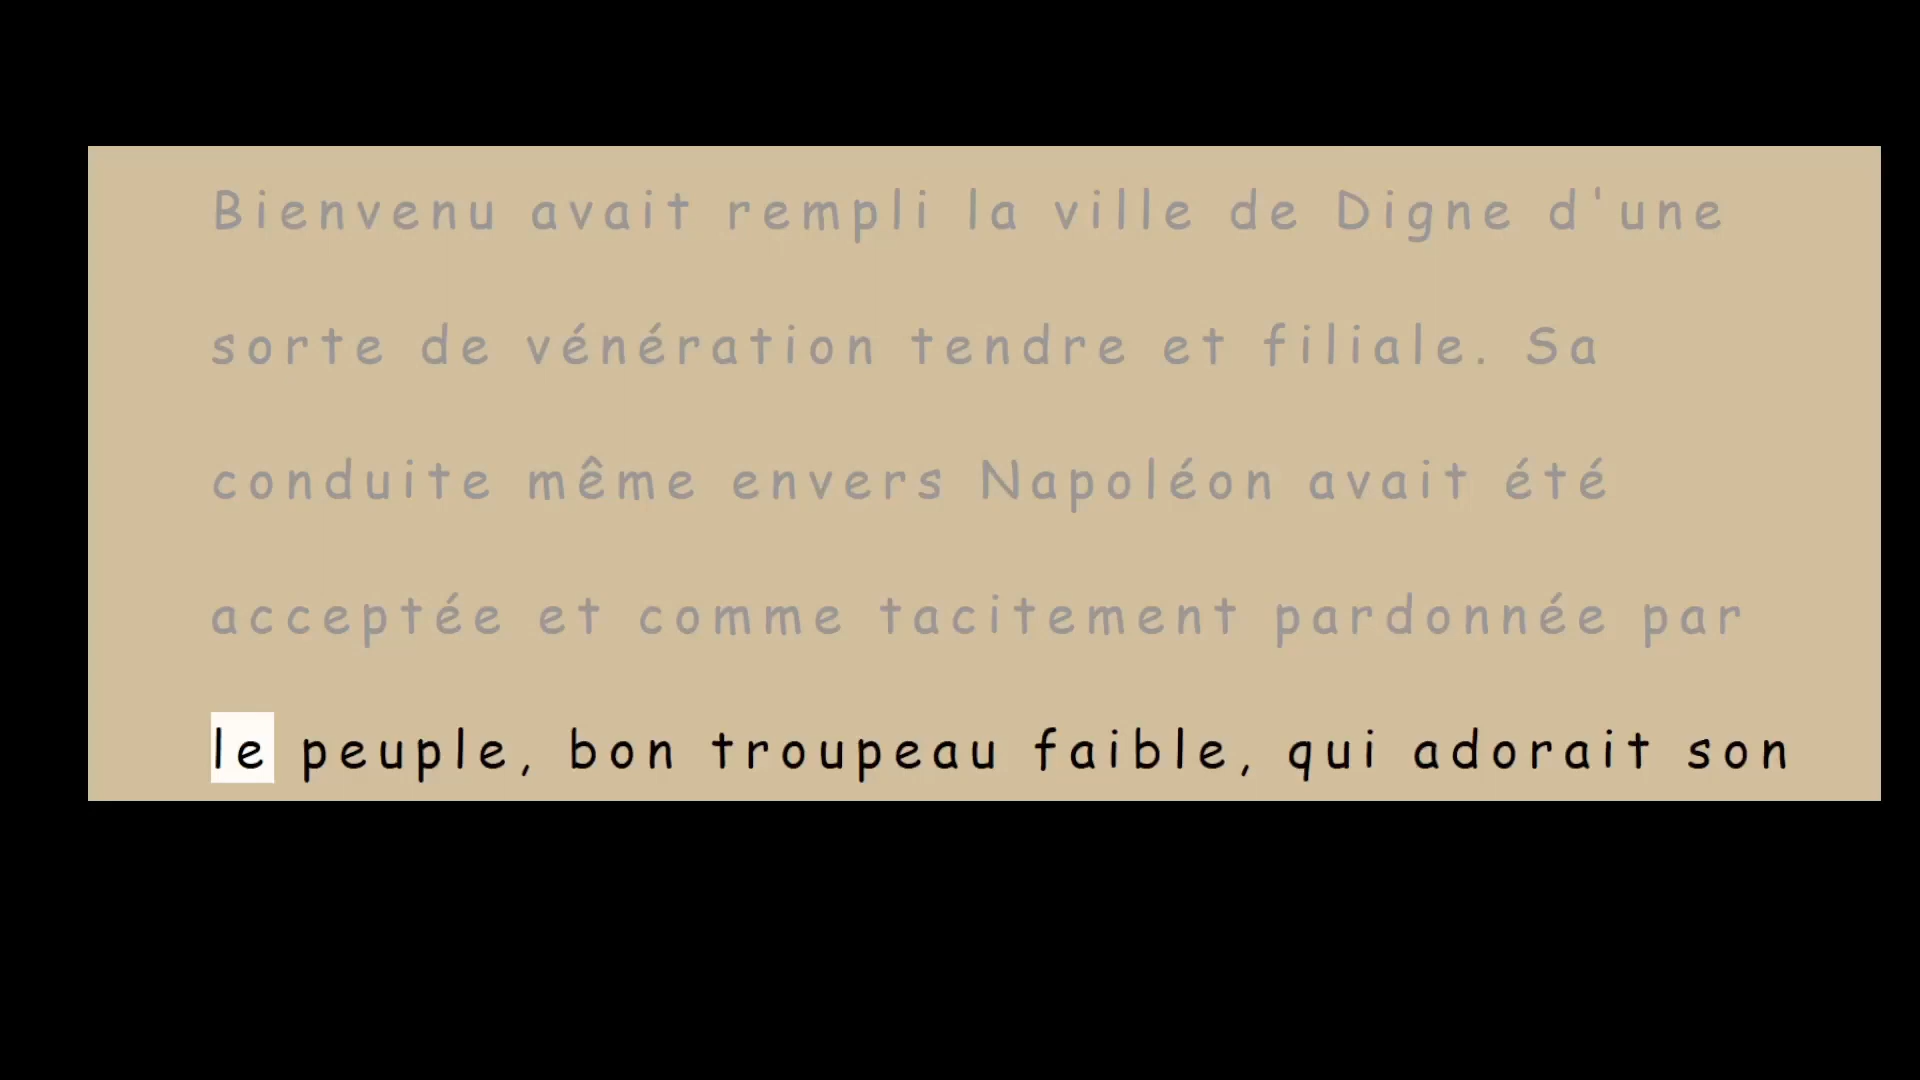 Bienvenu avait rempli la ville de Digne d'une
sorte de vénération tendre et filiale. Sa
conduite même envers Napoléon avait été
acceptée et comme tacitement pardonnée par
le peuple, bon troupeau faible, qui adorait son